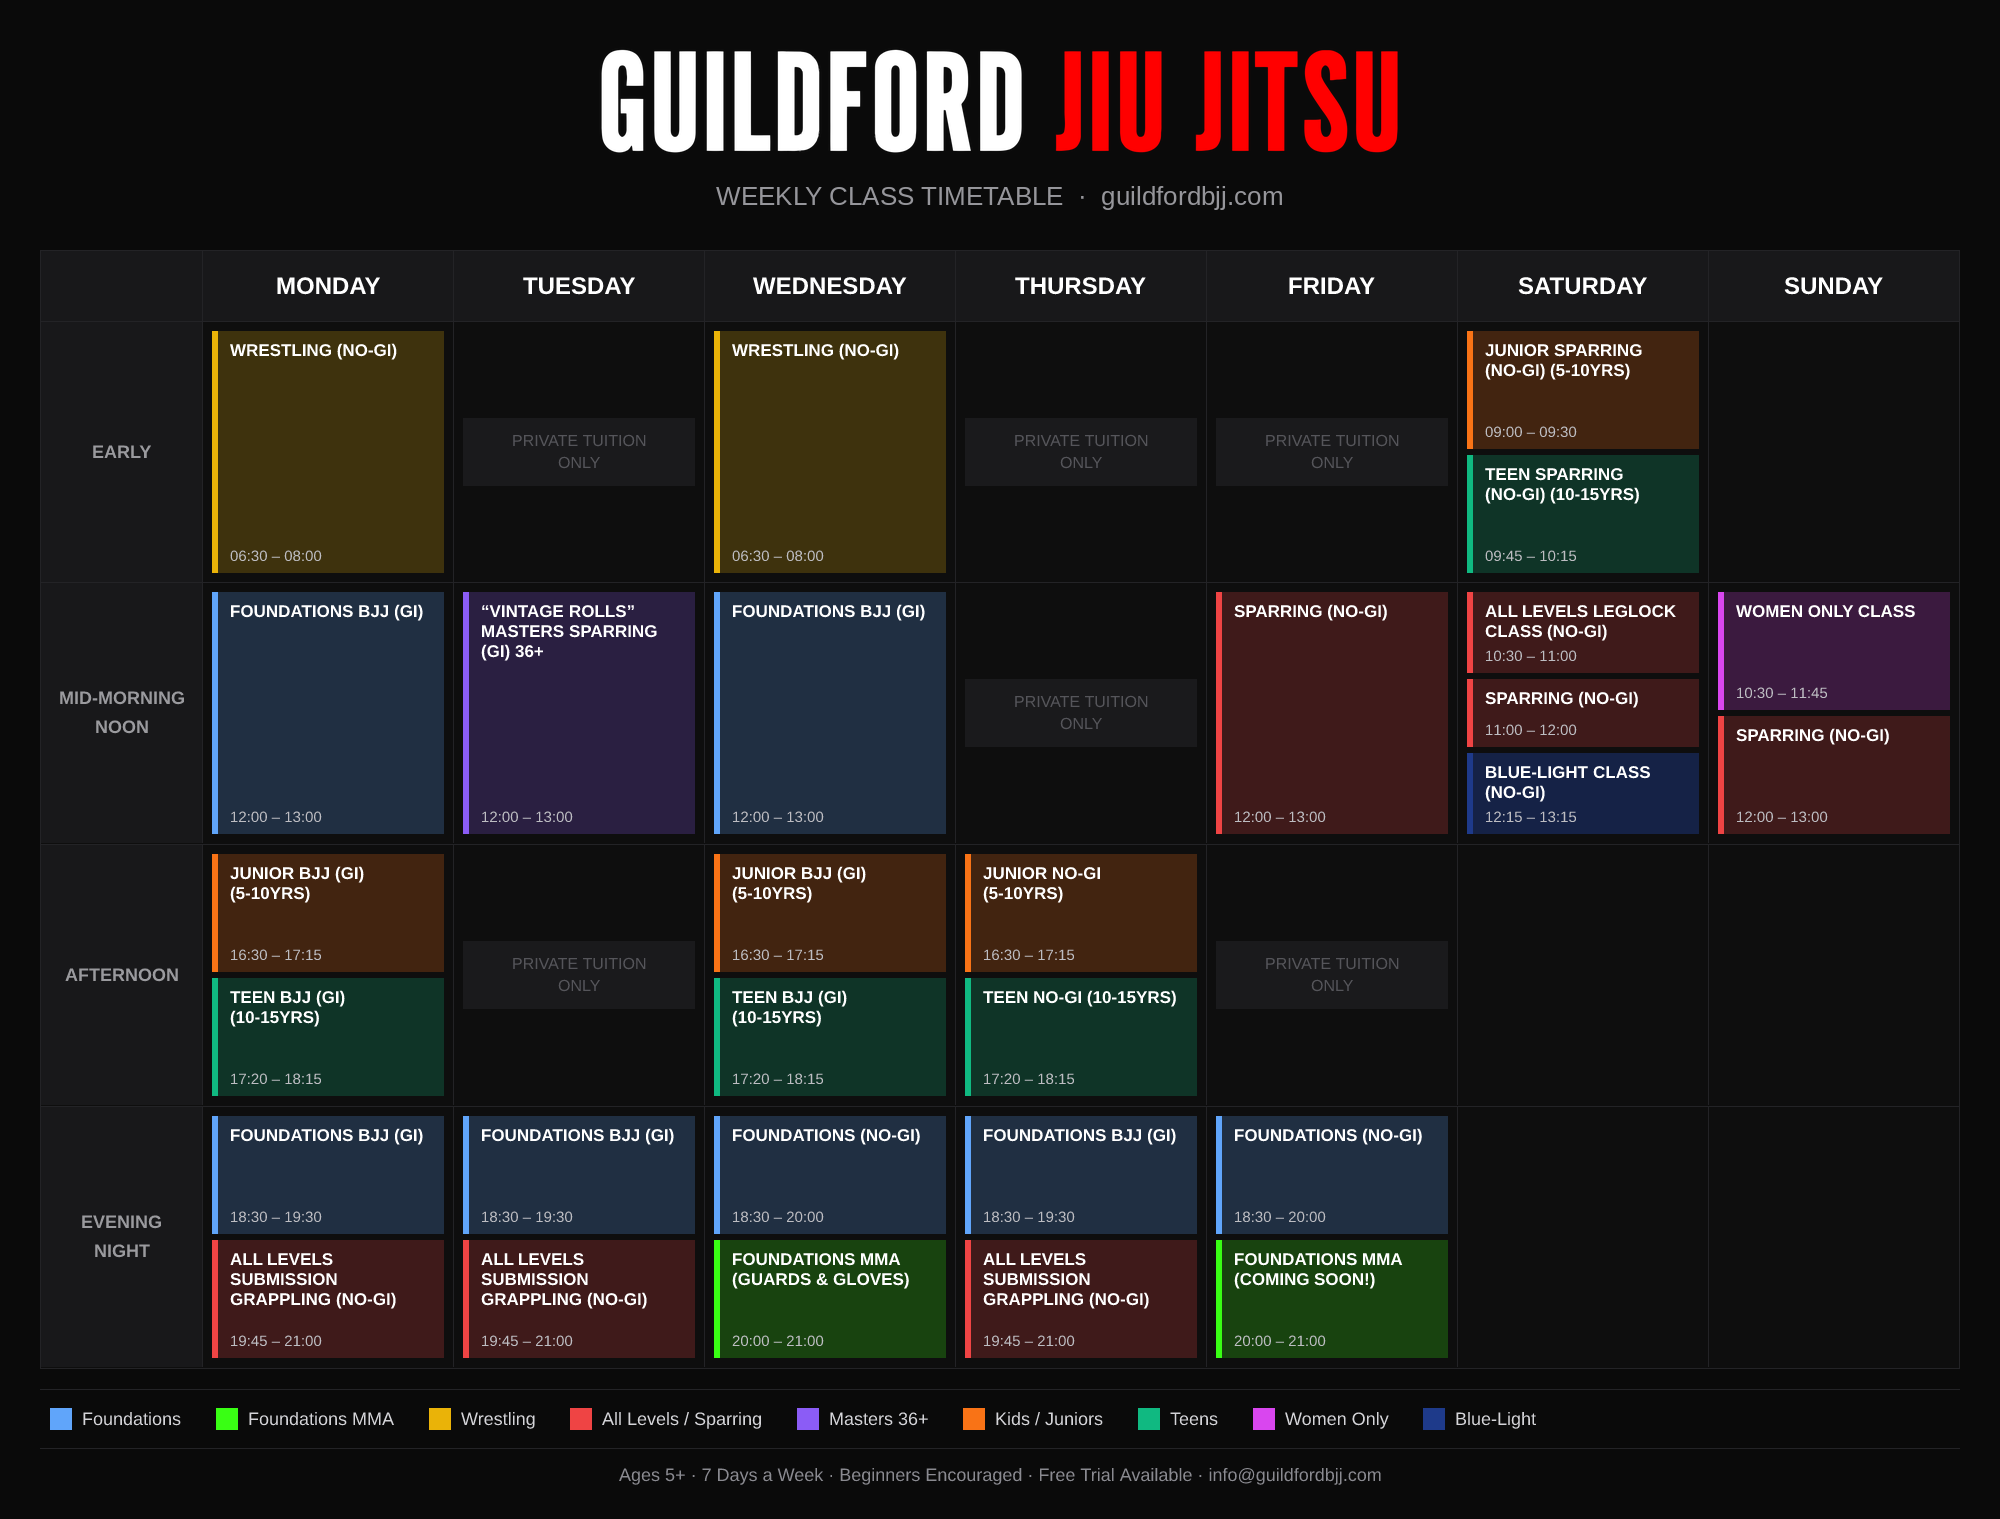 GUILDFORD JIU JITSU
WEEKLY CLASS TIMETABLE · guildfordbjj.com
MONDAY
TUESDAY
WEDNESDAY
THURSDAY
FRIDAY
SATURDAY
SUNDAY
EARLY
WRESTLING (NO-GI)
06:30 – 08:00
PRIVATE TUITION
ONLY
WRESTLING (NO-GI)
06:30 – 08:00
PRIVATE TUITION
ONLY
PRIVATE TUITION
ONLY
JUNIOR SPARRING
(NO-GI) (5-10YRS)
09:00 – 09:30
TEEN SPARRING
(NO-GI) (10-15YRS)
09:45 – 10:15
MID-MORNING
NOON
FOUNDATIONS BJJ (GI)
12:00 – 13:00
“VINTAGE ROLLS”
MASTERS SPARRING
(GI) 36+
12:00 – 13:00
FOUNDATIONS BJJ (GI)
12:00 – 13:00
PRIVATE TUITION
ONLY
SPARRING (NO-GI)
12:00 – 13:00
ALL LEVELS LEGLOCK
CLASS (NO-GI)
10:30 – 11:00
SPARRING (NO-GI)
11:00 – 12:00
BLUE-LIGHT CLASS
(NO-GI)
12:15 – 13:15
WOMEN ONLY CLASS
10:30 – 11:45
SPARRING (NO-GI)
12:00 – 13:00
AFTERNOON
JUNIOR BJJ (GI)
(5-10YRS)
16:30 – 17:15
TEEN BJJ (GI)
(10-15YRS)
17:20 – 18:15
PRIVATE TUITION
ONLY
JUNIOR BJJ (GI)
(5-10YRS)
16:30 – 17:15
TEEN BJJ (GI)
(10-15YRS)
17:20 – 18:15
JUNIOR NO-GI
(5-10YRS)
16:30 – 17:15
TEEN NO-GI (10-15YRS)
17:20 – 18:15
PRIVATE TUITION
ONLY
EVENING
NIGHT
FOUNDATIONS BJJ (GI)
18:30 – 19:30
ALL LEVELS
SUBMISSION
GRAPPLING (NO-GI)
19:45 – 21:00
FOUNDATIONS BJJ (GI)
18:30 – 19:30
ALL LEVELS
SUBMISSION
GRAPPLING (NO-GI)
19:45 – 21:00
FOUNDATIONS (NO-GI)
18:30 – 20:00
FOUNDATIONS MMA
(GUARDS & GLOVES)
20:00 – 21:00
FOUNDATIONS BJJ (GI)
18:30 – 19:30
ALL LEVELS
SUBMISSION
GRAPPLING (NO-GI)
19:45 – 21:00
FOUNDATIONS (NO-GI)
18:30 – 20:00
FOUNDATIONS MMA
(COMING SOON!)
20:00 – 21:00
Foundations
Foundations MMA
Wrestling
All Levels / Sparring
Masters 36+
Kids / Juniors
Teens
Women Only
Blue-Light
Ages 5+ · 7 Days a Week · Beginners Encouraged · Free Trial Available · info@guildfordbjj.com